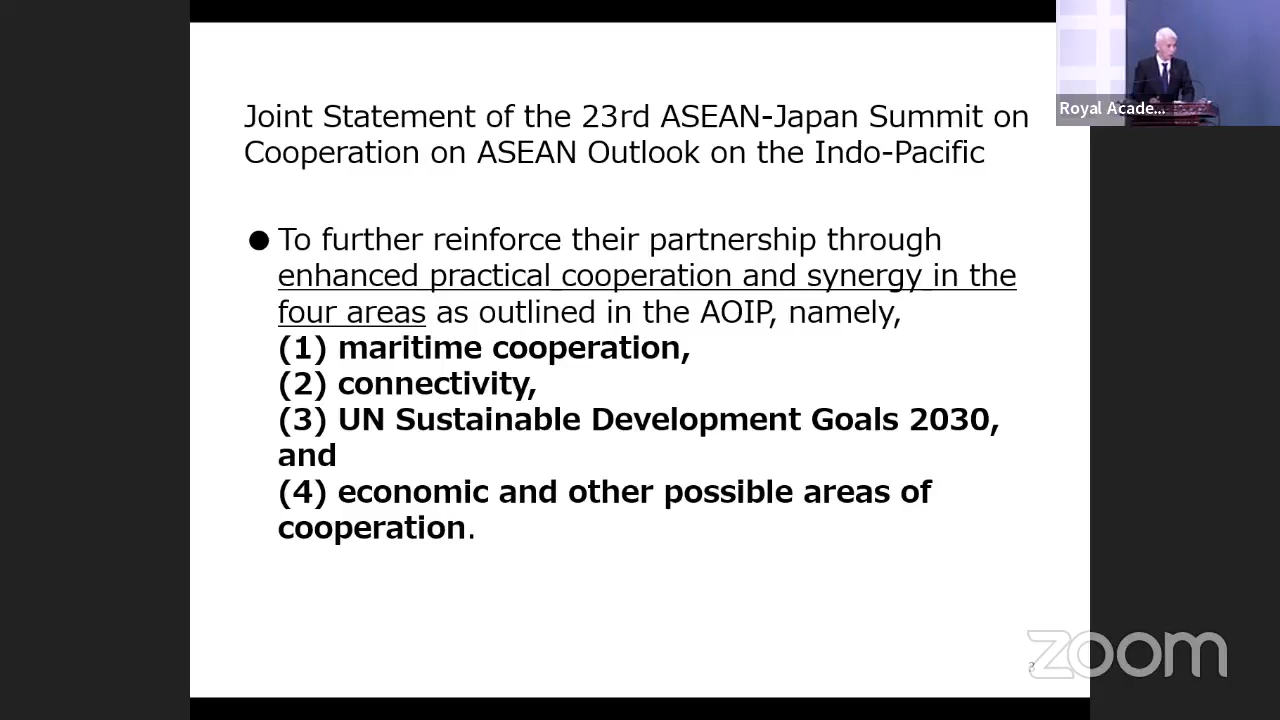 Joint Statement of the 23rd ASEAN-Japan Summit on
Cooperation on ASEAN Outlook on the Indo-Pacific
● To further reinforce their partnership through
enhanced practical cooperation and synergy in the
four areas as outlined in the AOIP, namely,
(1) maritime cooperation,
(2) connectivity,
(3) UN Sustainable Development Goals 2030,
and
(4) economic and other possible areas of
cooperation.
Royal Acade...
3
zoom